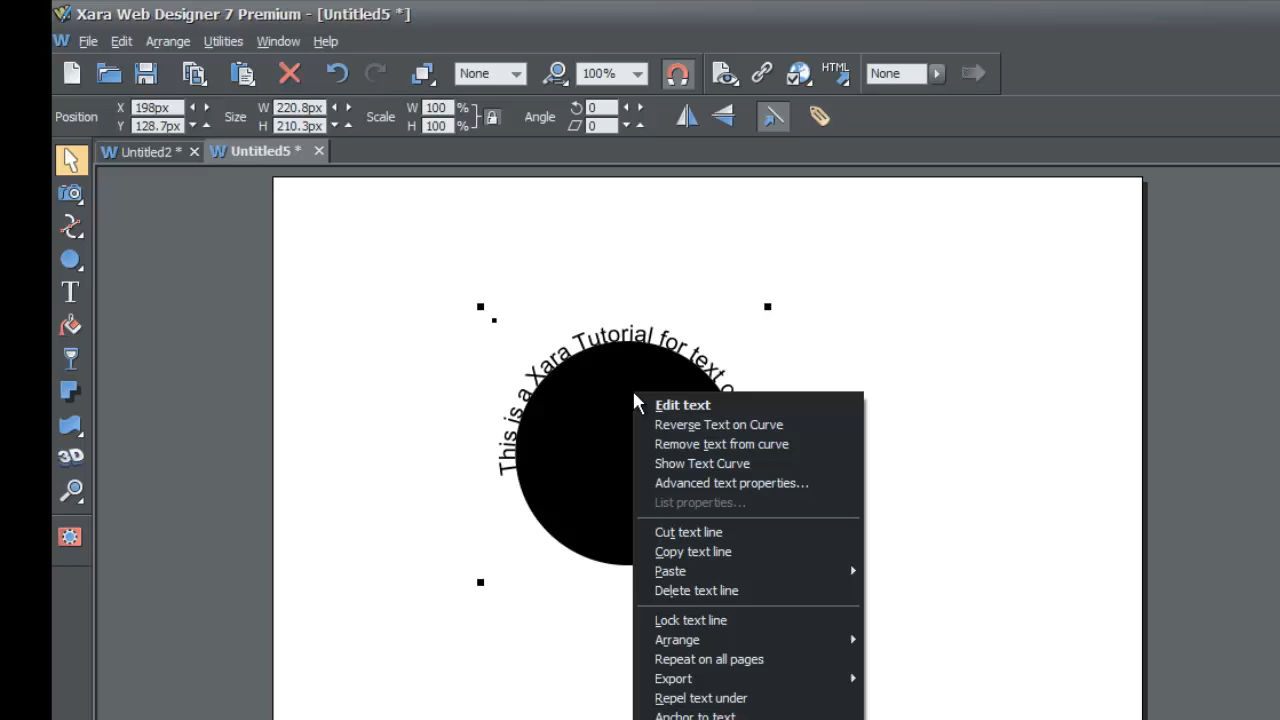 Xara Web Designer 7 Premium - [Untitled5 *]
File Edit Arrange Utilities Window Help
None 100% HTML None
Position X 198px Y 128.7px Size W 220.8px H 210.3px Scale W 100 % H 100 % Angle 0 0
Untitled2 * Untitled5 *
T
3D
This is a Xara Tutorial for text
Edit text
Reverse Text on Curve
Remove text from curve
Show Text Curve
Advanced text properties...
List properties...
Cut text line
Copy text line
Paste
Delete text line
Lock text line
Arrange
Repeat on all pages
Export
Repel text under
Anchor to text